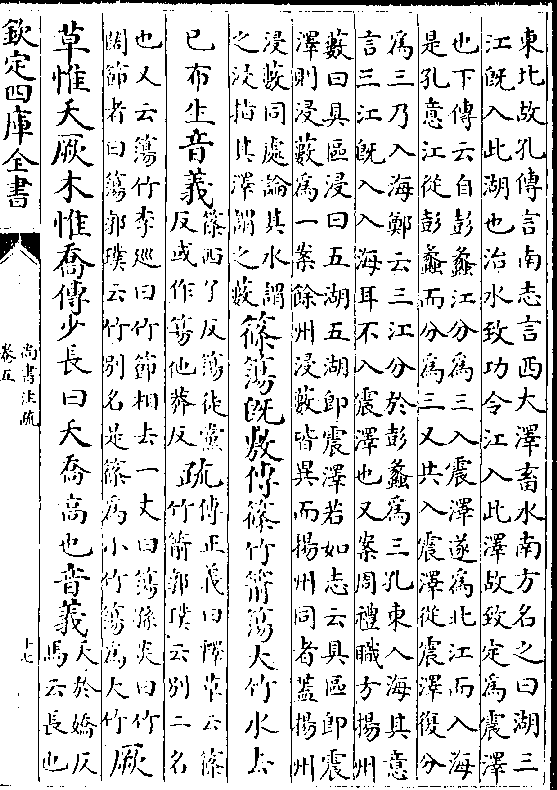 東北故孔傳言南志言西大澤畜水南方名之曰湖三
江既入此湖也治水致功令江入此澤故致定為震澤
也下傳云自彭蠡江分為三入震澤遂為北江而入海
是孔意江從彭蠡而分為三又共入震澤從震澤復分
為三乃入海鄭云三江分於彭蠡為三孔東入海其意
言三江既入入海耳不入震澤也又案周禮職方揚州
藪曰具區浸曰五湖五湖即震澤若如志云具區即震
澤則浸藪為一案餘州浸藪皆異而揚州同者蓋揚州
浸藪同處論其水謂
之浸指其澤謂之藪
篠簜既敷傳篠竹箭簜大竹水去
已布生音義
篠西了反簜徒黨
反或作簜他莽反
疏
傳正義曰釋草云篠
竹箭郭璞云別二名
也又云簜竹李巡曰竹節相去一丈曰簜孫炎曰竹
闊節者曰簜郭璞云竹別名是篠為小竹簜為大竹
厥
草惟夭厥木惟喬傳少長曰夭喬高也音義
夭於嬌反
馬云長也
欽定四庫全書
尚書注疏
卷五
十七